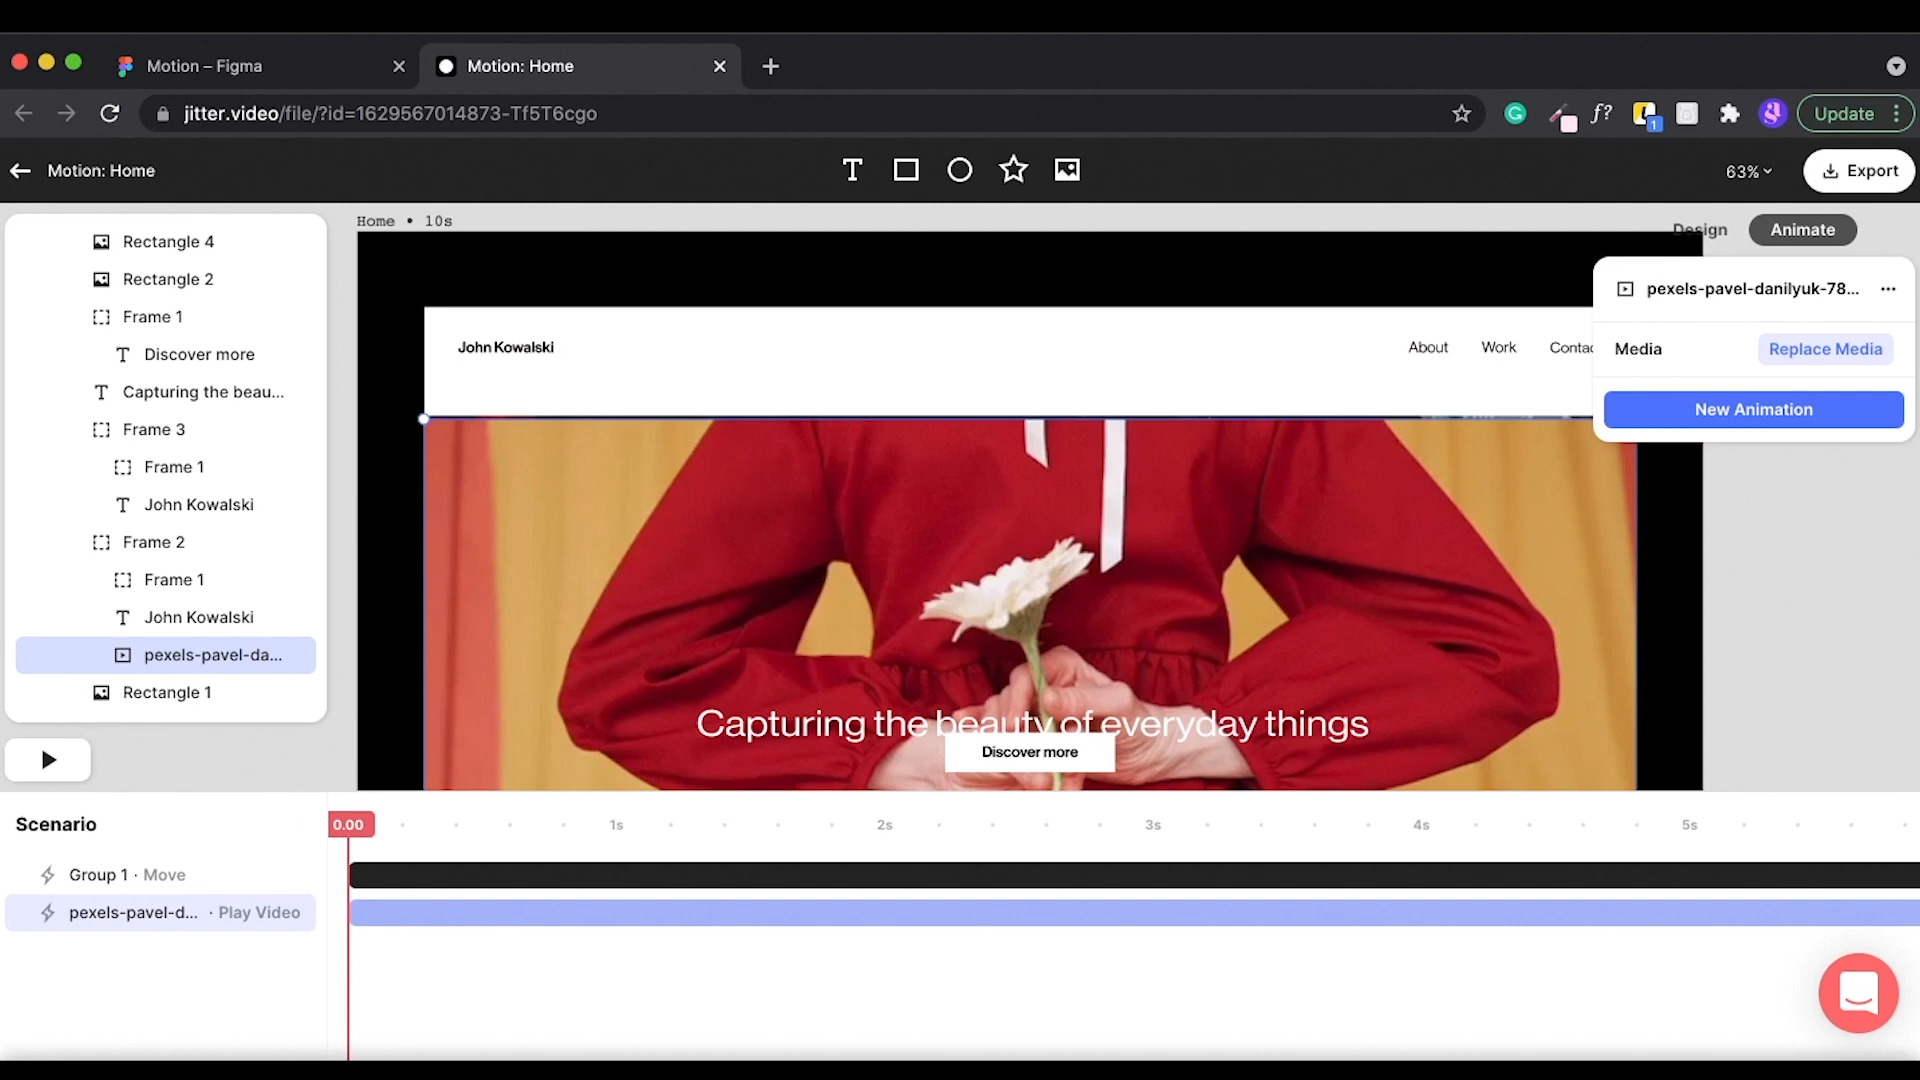 Motion – Figma
Motion: Home
jitter.video/file/?id=1629567014873-Tf5T6cgo
f?
1
Update
Motion: Home
T
63%
Export
Home • 10s
Design
Animate
Rectangle 4
Rectangle 2
Frame 1
Discover more
Capturing the beau...
Frame 3
Frame 1
John Kowalski
Frame 2
Frame 1
John Kowalski
pexels-pavel-da...
Rectangle 1
John Kowalski
About
Work
Contac
Capturing the beauty of everyday things
Discover more
pexels-pavel-danilyuk-78...
Media
Replace Media
New Animation
Scenario
0.00
1s
2s
3s
4s
5s
Group 1 · Move
pexels-pavel-d... · Play Video